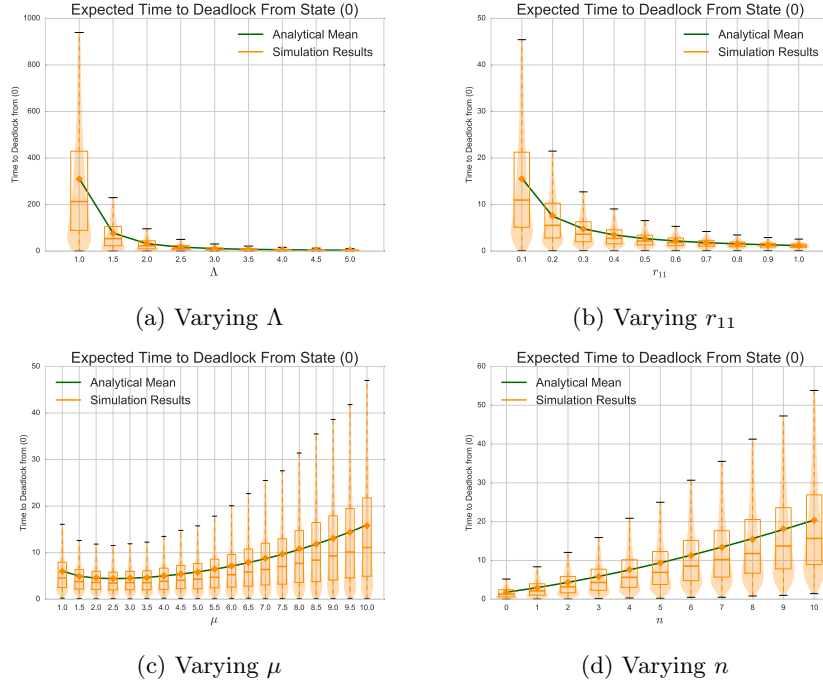 Expected Time to Deadlock From State (0)
Time to Deadlock from (0)
1000
800
600
400
200
0
Analytical Mean
Simulation Results
1.0 1.5 2.0 2.5 3.0 3.5 4.0 4.5 5.0
Λ
(a) Varying Λ
Expected Time to Deadlock From State (0)
Time to Deadlock from (0)
50
40
30
20
10
0
Analytical Mean
Simulation Results
0.1 0.2 0.3 0.4 0.5 0.6 0.7 0.8 0.9 1.0
r₁₁
(b) Varying r₁₁
Expected Time to Deadlock From State (0)
Time to Deadlock from (0)
50
40
30
20
10
0
Analytical Mean
Simulation Results
1.0 1.5 2.0 2.5 3.0 3.5 4.0 4.5 5.0 5.5 6.0 6.5 7.0 7.5 8.0 8.5 9.0 9.5 10.0
μ
(c) Varying μ
Expected Time to Deadlock From State (0)
Time to Deadlock from (0)
60
50
40
30
20
10
0
Analytical Mean
Simulation Results
0 1 2 3 4 5 6 7 8 9 10
n
(d) Varying n